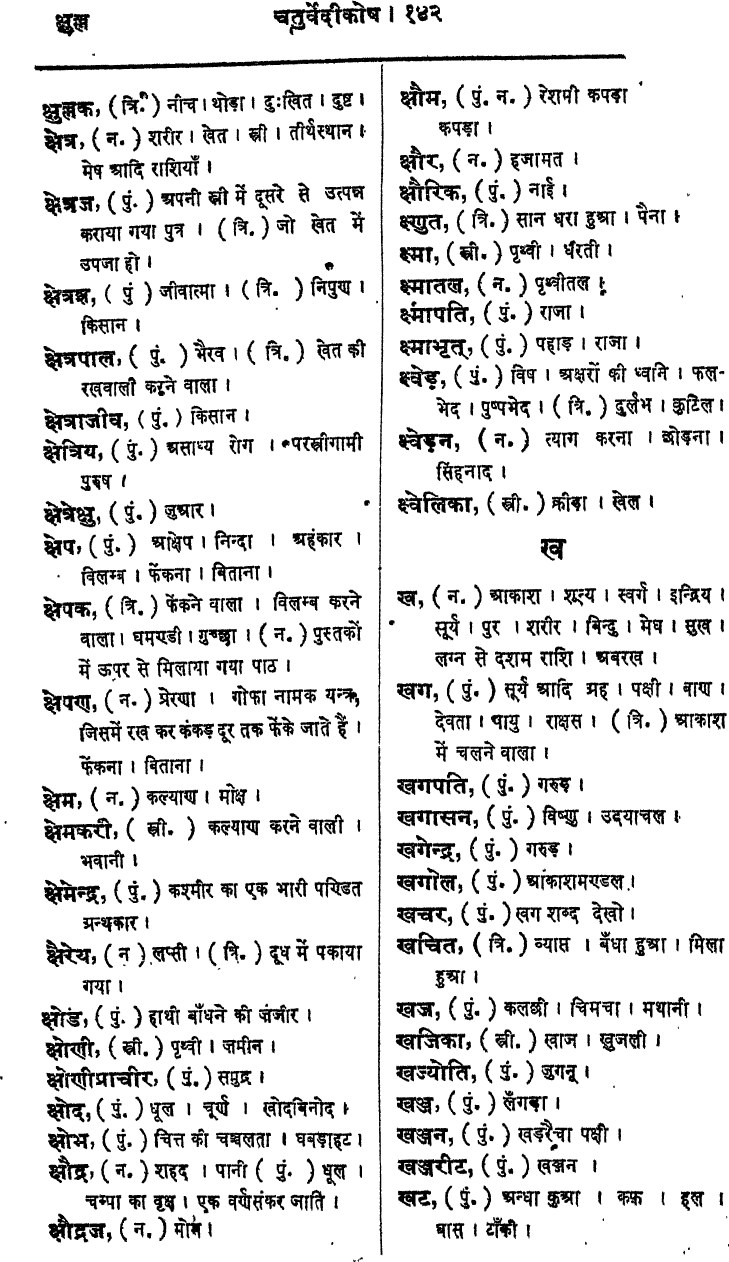 क्षुल्ल
चतुर्वेदीकोष । १४२
क्षुल्लक, (त्रि.) नीच । थोड़ा । दुःखित । दुष्ट ।
क्षेत्र, (न.) शरीर । खेत । स्त्री । तीर्थस्थान ।
मेष आदि राशियाँ ।
क्षेत्रज, (पुं.) अपनी स्त्री में दूसरे से उत्पन्न
कराया गया पुत्र । (त्रि.) जो खेत में
उपजा हो ।
क्षेत्रज्ञ, (पुं) जीवात्मा । (त्रि.) निपुण ।
किसान ।
क्षेत्रपाल, (पुं.) भैरव । (त्रि.) खेत की
रखवाली करने वाला ।
क्षेत्राजीव, (पुं.) किसान ।
क्षेत्रिय, (पुं.) असाध्य रोग । परस्त्रीगामी
पुरुष ।
क्षेत्रेक्षु, (पुं.) जुआर ।
क्षेप, (पुं.) आक्षेप । निन्दा । अहंकार ।
विलम्ब । फेंकना । बिताना ।
क्षेपक, (त्रि.) फेंकने वाला । विलम्ब करने
वाला । घमण्डी । गुच्छा । (न.) पुस्तकों
में ऊपर से मिलाया गया पाठ ।
क्षेपण, (न.) प्रेरणा । गोफा नामक यन्त्र,
जिसमें रख कर कंकड़ दूर तक फेंके जाते हैं ।
फेंकना । बिताना ।
क्षेम, (न.) कल्याण । मोक्ष ।
क्षेमकरी, (स्त्री.) कल्याण करने वाली ।
भवानी ।
क्षेमेन्द्र, (पुं.) कश्मीर का एक भारी पण्डित
ग्रन्थकार ।
क्षैरेय, (न) लप्सी । (त्रि.) दूध में पकाया
गया ।
क्षोड, (पुं.) हाथी बाँधने की जंजीर ।
क्षोणी, (स्त्री.) पृथ्वी । जमीन ।
क्षोणीप्राचीर, (पुं.) समुद्र ।
क्षोद, (पुं.) धूल । चूर्ण । खोदबिनोद ।
क्षोभ, (पुं.) चित्त की चञ्चलता । घबड़ाहट ।
क्षौद्र, (न.) शहद । पानी (पुं.) धूल ।
चम्पा का वृक्ष । एक वर्णसंकर जाति ।
क्षौद्रज, (न.) मोम ।
क्षौम, (पुं. न.) रेशमी कपड़ा
कपड़ा ।
क्षौर, (न.) हजामत ।
क्षौरिक, (पुं.) नाई ।
क्ष्णुत, (त्रि.) सान धरा हुआ । पैना ।
क्ष्मा, (स्त्री.) पृथ्वी । धरती ।
क्ष्मातल, (न.) पृथ्वीतल ।
क्ष्मापति, (पुं.) राजा ।
क्ष्माभृत्, (पुं.) पहाड़ । राजा ।
क्ष्वेड़, (पुं.) विष । अक्षरों की ध्वनि । फल-
भेद । पुष्पभेद । (त्रि.) दुर्लभ । कुटिल ।
क्ष्वेड़न, (न.) त्याग करना । छोड़ना ।
सिंहनाद ।
क्ष्वेलिका, (स्त्री.) क्रीडा । खेल ।
ख
ख, (न.) आकाश । शून्य । स्वर्ग । इन्द्रिय ।
सूर्य । पुर । शरीर । बिन्दु । मेघ । सुख ।
लग्न से दशम राशि । अबरख ।
खग, (पुं.) सूर्य आदि ग्रह । पक्षी । बाण ।
देवता । वायु । राक्षस । (त्रि.) आकाश
में चलने वाला ।
खगपति, (पुं.) गरुड़ ।
खगासन, (पुं.) विष्णु । उदयाचल ।
खगेन्द्र, (पुं.) गरुड़ ।
खगोल, (पुं.) आकाशमण्डल ।
खचर, (पुं.) खग शब्द देखो ।
खचित, (त्रि.) व्याप्त । बँधा हुआ । मिला
हुआ ।
खज, (पुं.) कलछी । चिमचा । मथानी ।
खजिका, (स्त्री.) खाज । खुजली ।
खज्योति, (पुं.) जुगनू ।
खञ्ज, (पुं.) लँगड़ा ।
खञ्जन, (पुं.) खड़रैचा पक्षी ।
खञ्जरीट, (पुं.) खञ्जन ।
खट, (पुं.) अन्धा कुआ । कफ । हल ।
घास । टाँकी ।